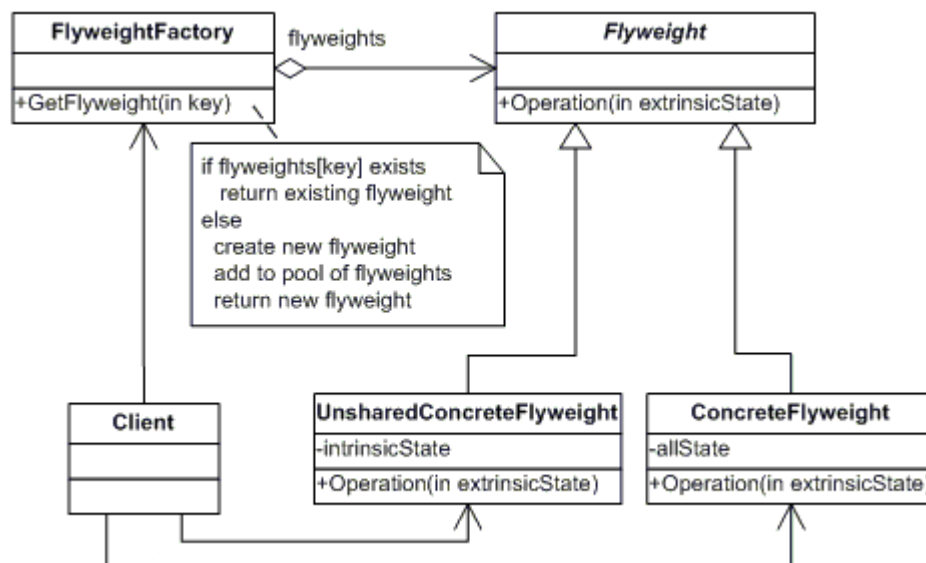 FlyweightFactory
flyweights
Flyweight
+GetFlyweight(in key)
+Operation(in extrinsicState)
if flyweights[key] exists
return existing flyweight
else
create new flyweight
add to pool of flyweights
return new flyweight
Client
UnsharedConcreteFlyweight
-intrinsicState
+Operation(in extrinsicState)
ConcreteFlyweight
-allState
+Operation(in extrinsicState)